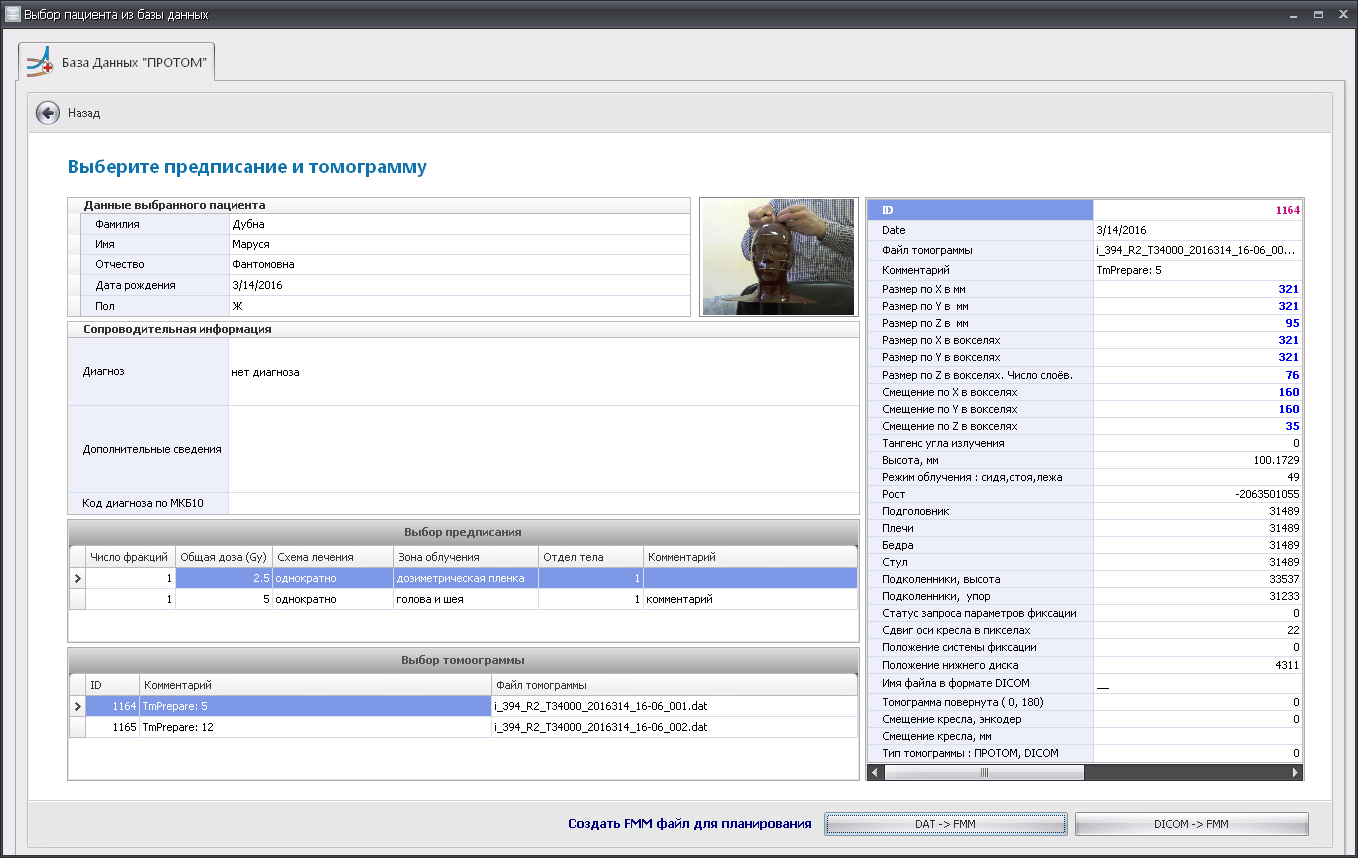 Выбор пациента из базы данных
База Данных "ПРОТОМ"
Назад
Выберите предписание и томограмму
Данные выбранного пациента
Фамилия Дубна
Имя Маруся
Отчество Фантомовна
Дата рождения 3/14/2016
Пол Ж
Сопроводительная информация
Диагноз нет диагноза
Дополнительные сведения
Код диагноза по МКБ10
Выбор предписания
Число фракций Общая доза (Gy) Схема лечения Зона облучения Отдел тела Комментарий
1 2.5 однократно дозиметрическая пленка 1
1 5 однократно голова и шея 1 комментарий
Выбор томоограммы
ID Комментарий Файл томограммы
1164 TmPrepare: 5 i_394_R2_T34000_2016314_16-06_001.dat
1165 TmPrepare: 12 i_394_R2_T34000_2016314_16-06_002.dat
ID 1164
Date 3/14/2016
Файл томограммы i_394_R2_T34000_2016314_16-06_00...
Комментарий TmPrepare: 5
Размер по X в мм 321
Размер по Y в мм 321
Размер по Z в мм 95
Размер по X в вокселях 321
Размер по Y в вокселях 321
Размер по Z в вокселях. Число слоёв. 76
Смещение по X в вокселях 160
Смещение по Y в вокселях 160
Смещение по Z в вокселях 35
Тангенс угла излучения 0
Высота, мм 100.1729
Режим облучения : сидя,стоя,лежа 49
Рост -2063501055
Подголовник 31489
Плечи 31489
Бедра 31489
Стул 31489
Подколенники, высота 33537
Подколенники, упор 31233
Статус запроса параметров фиксации 0
Сдвиг оси кресла в пикселах 22
Положение системы фиксации 0
Положение нижнего диска 4311
Имя файла в формате DICOM __
Томограмма повернута ( 0, 180) 0
Смещение кресла, энкодер 0
Смещение кресла, мм
Тип томограммы : ПРОТОМ, DICOM 0
Создать FMM файл для планирования
DAT -> FMM
DICOM -> FMM